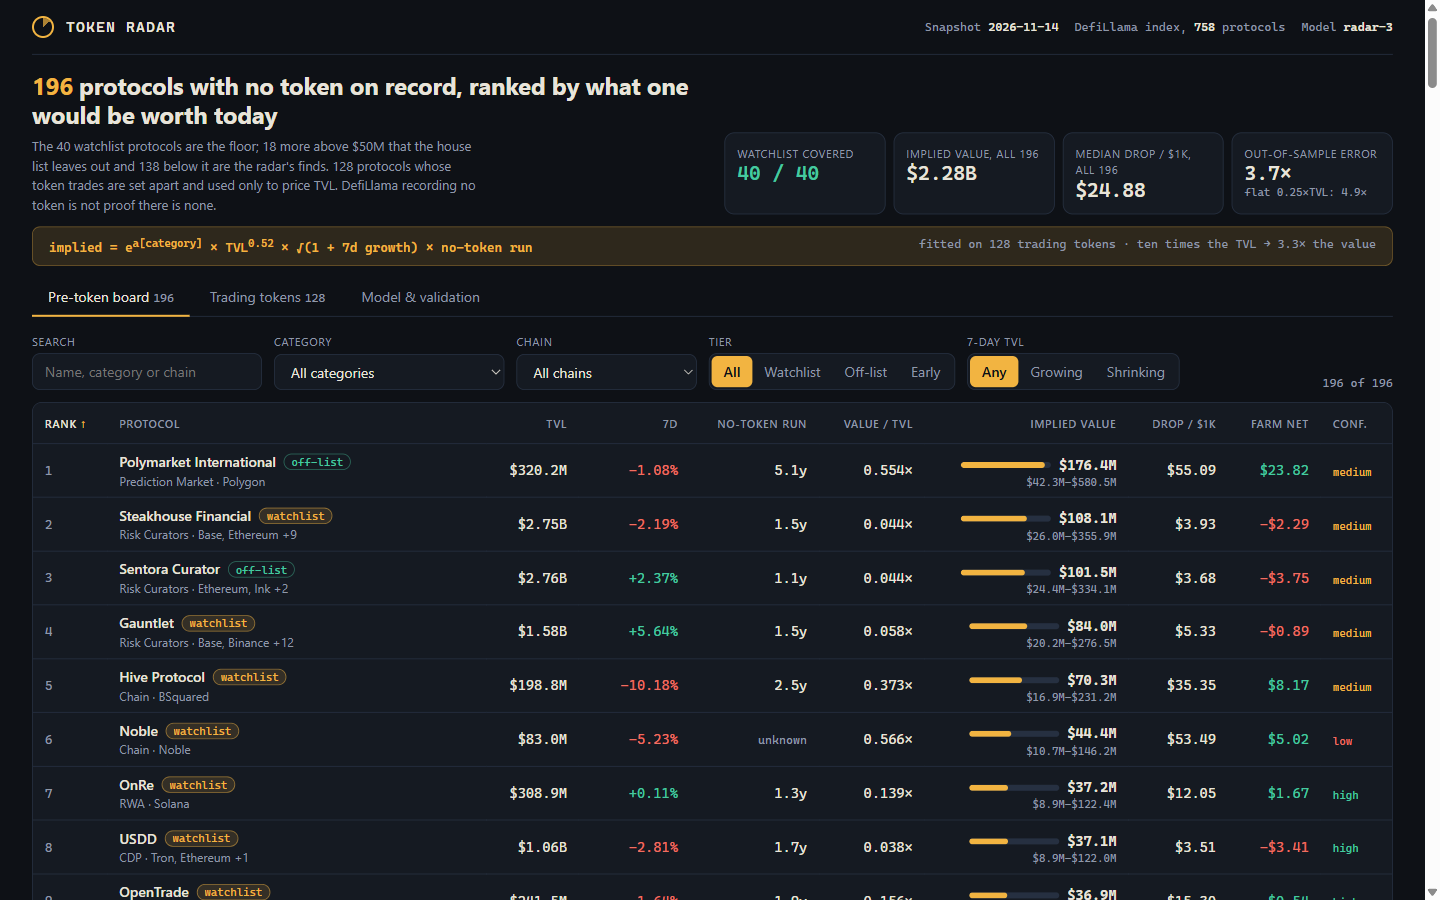 TOKEN RADAR
Snapshot 2026-11-14 DefiLlama index, 758 protocols Model radar-3
196 protocols with no token on record, ranked by what one
would be worth today
The 40 watchlist protocols are the floor; 18 more above $50M that the house
list leaves out and 138 below it are the radar's finds. 128 protocols whose
token trades are set apart and used only to price TVL. DefiLlama recording no
token is not proof there is none.
WATCHLIST COVERED
40 / 40
IMPLIED VALUE, ALL 196
$2.28B
MEDIAN DROP / $1K,
ALL 196
$24.88
OUT-OF-SAMPLE ERROR
3.7×
flat 0.25×TVL: 4.9×
implied = e^a[category] × TVL^0.52 × √(1 + 7d growth) × no-token run
fitted on 128 trading tokens · ten times the TVL → 3.3× the value
Pre-token board 196 Trading tokens 128 Model & validation
SEARCH CATEGORY CHAIN TIER 7-DAY TVL
Name, category or chain All categories All chains All Watchlist Off-list Early Any Growing Shrinking
196 of 196
RANK ↑ PROTOCOL TVL 7D NO-TOKEN RUN VALUE / TVL IMPLIED VALUE DROP / $1K FARM NET CONF.
1 Polymarket International off-list $320.2M −1.08% 5.1y 0.554× $176.4M $55.09 $23.82 medium
Prediction Market · Polygon $42.3M–$580.5M
2 Steakhouse Financial watchlist $2.75B −2.19% 1.5y 0.044× $108.1M $3.93 −$2.29 medium
Risk Curators · Base, Ethereum +9 $26.0M–$355.9M
3 Sentora Curator off-list $2.76B +2.37% 1.1y 0.044× $101.5M $3.68 −$3.75 medium
Risk Curators · Ethereum, Ink +2 $24.4M–$334.1M
4 Gauntlet watchlist $1.58B +5.64% 1.5y 0.058× $84.0M $5.33 −$0.89 medium
Risk Curators · Base, Binance +12 $20.2M–$276.5M
5 Hive Protocol watchlist $198.8M −10.18% 2.5y 0.373× $70.3M $35.35 $8.17 medium
Chain · BSquared $16.9M–$231.2M
6 Noble watchlist $83.0M −5.23% unknown 0.566× $44.4M $53.49 $5.02 low
Chain · Noble $10.7M–$146.2M
7 OnRe watchlist $308.9M +0.11% 1.3y 0.139× $37.2M $12.05 $1.67 high
RWA · Solana $8.9M–$122.4M
8 USDD watchlist $1.06B −2.81% 1.7y 0.038× $37.1M $3.51 −$3.41 high
CDP · Tron, Ethereum +1 $8.9M–$122.0M
OpenTrade watchlist $36.9M